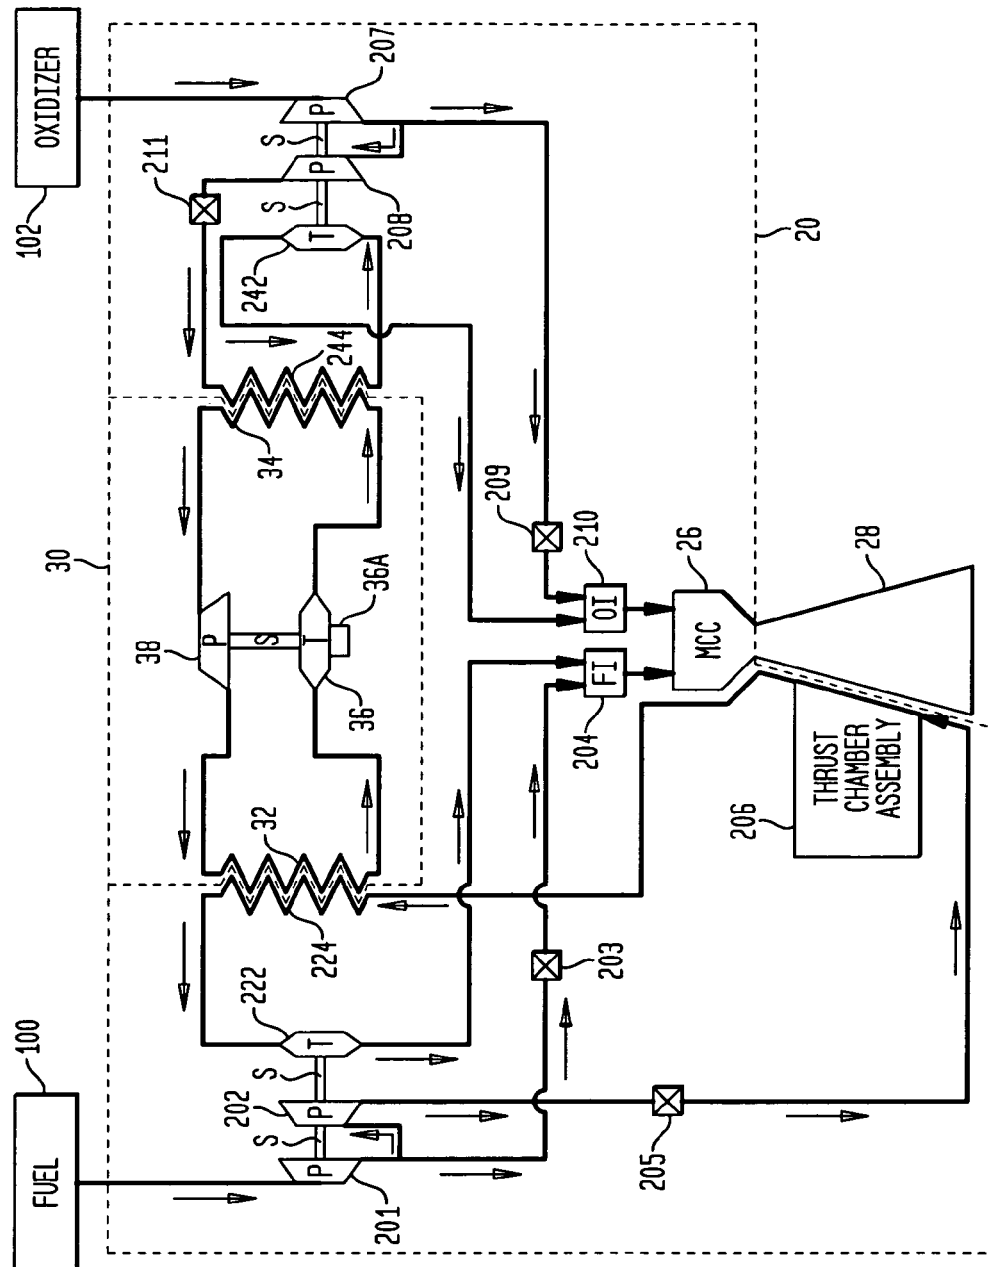 OXIDIZER
102
207
P
S
P
S
T
208
211
242
20
244
34
30
209
210
36A
OI
26
28
38
P
S
T
36
MCC
FI
204
THRUST
CHAMBER
ASSEMBLY
206
32
224
222
203
T
S
202
P
S
P
201
205
100
FUEL